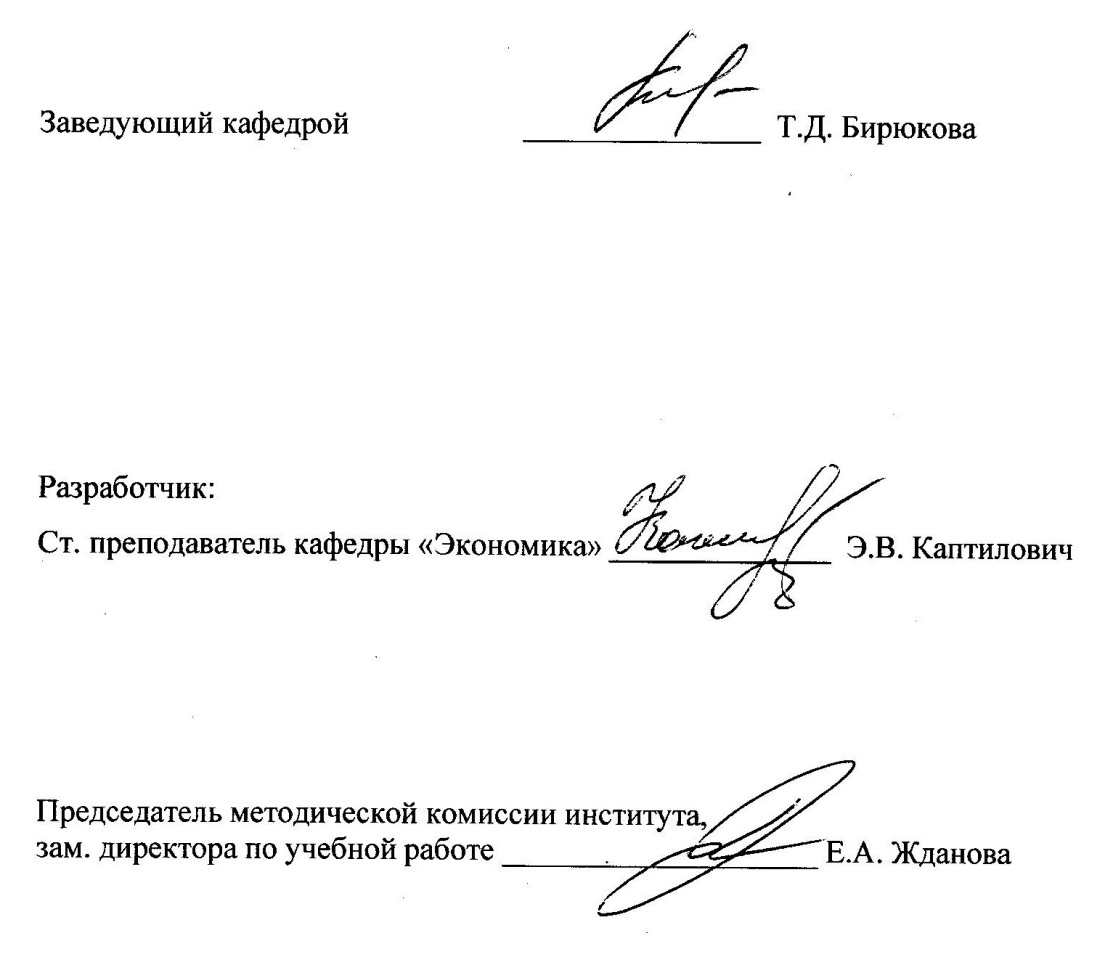 Заведующий кафедрой Т.Д. Бирюкова
Разработчик:
Ст. преподаватель кафедры «Экономика» Э.В. Каптилович
Председатель методической комиссии института,
зам. директора по учебной работе Е.А. Жданова